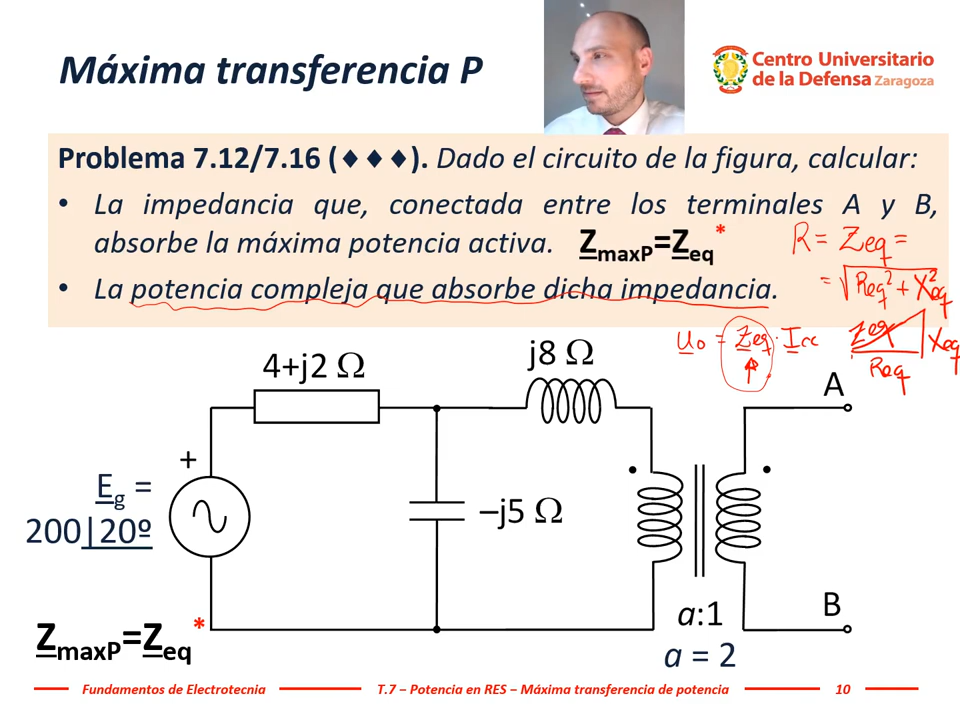 Máxima transferencia P
Centro Universitario
de la Defensa Zaragoza
Problema 7.12/7.16 (♦♦♦). Dado el circuito de la figura, calcular:
• La impedancia que, conectada entre los terminales A y B,
absorbe la máxima potencia activa. Z_maxP=Z_eq*
• La potencia compleja que absorbe dicha impedancia.
R = Zeq =
= √Req² + Xeq²
u₀ = Zeq · Icc
Zeq
Xeq
Req
4+j2 Ω
j8 Ω
A
+
E_g =
200|20º
–j5 Ω
B
a:1
a = 2
Z_maxP=Z_eq*
Fundamentos de Electrotecnia
T.7 – Potencia en RES – Máxima transferencia de potencia
10